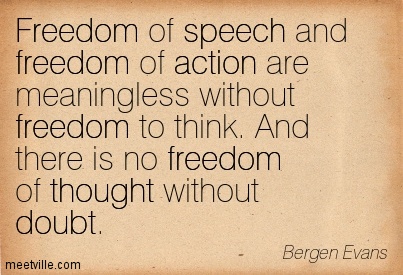 Freedom of speech and
freedom of action are
meaningless without
freedom to think. And
there is no freedom
of thought without
doubt.
Bergen Evans
meetville.com